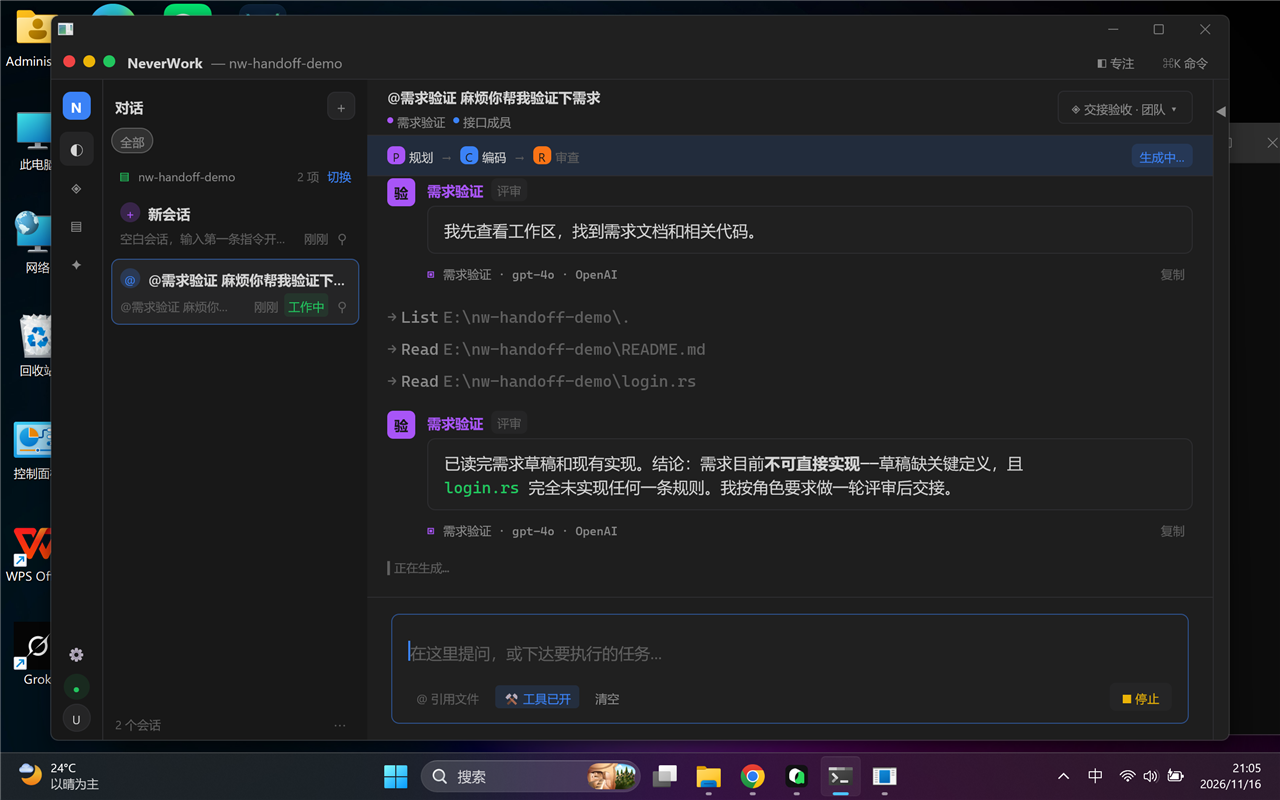 Adminis
此电脑
网络
回收站
控制面
WPS Of
Grok
NeverWork — nw-handoff-demo
专注
⌘K 命令
N
对话
+
全部
nw-handoff-demo
2 项 切换
+ 新会话
空白会话，输入第一条指令开... 刚刚
@ @需求验证 麻烦你帮我验证下...
@需求验证 麻烦你... 刚刚 工作中
U
2 个会话 ...
@需求验证 麻烦你帮我验证下需求
需求验证 接口成员
交接验收 · 团队
P 规划 → C 编码 → R 审查
生成中...
验 需求验证 评审
我先查看工作区，找到需求文档和相关代码。
需求验证 · gpt-4o · OpenAI
复制
→ List E:\nw-handoff-demo\.
→ Read E:\nw-handoff-demo\README.md
→ Read E:\nw-handoff-demo\login.rs
验 需求验证 评审
已读完需求草稿和现有实现。结论：需求目前不可直接实现——草稿缺关键定义，且
login.rs 完全未实现任何一条规则。我按角色要求做一轮评审后交接。
需求验证 · gpt-4o · OpenAI
复制
正在生成...
在这里提问，或下达要执行的任务...
@ 引用文件
工具已开
清空
停止
24°C
以晴为主
搜索
中
21:05
2026/11/16